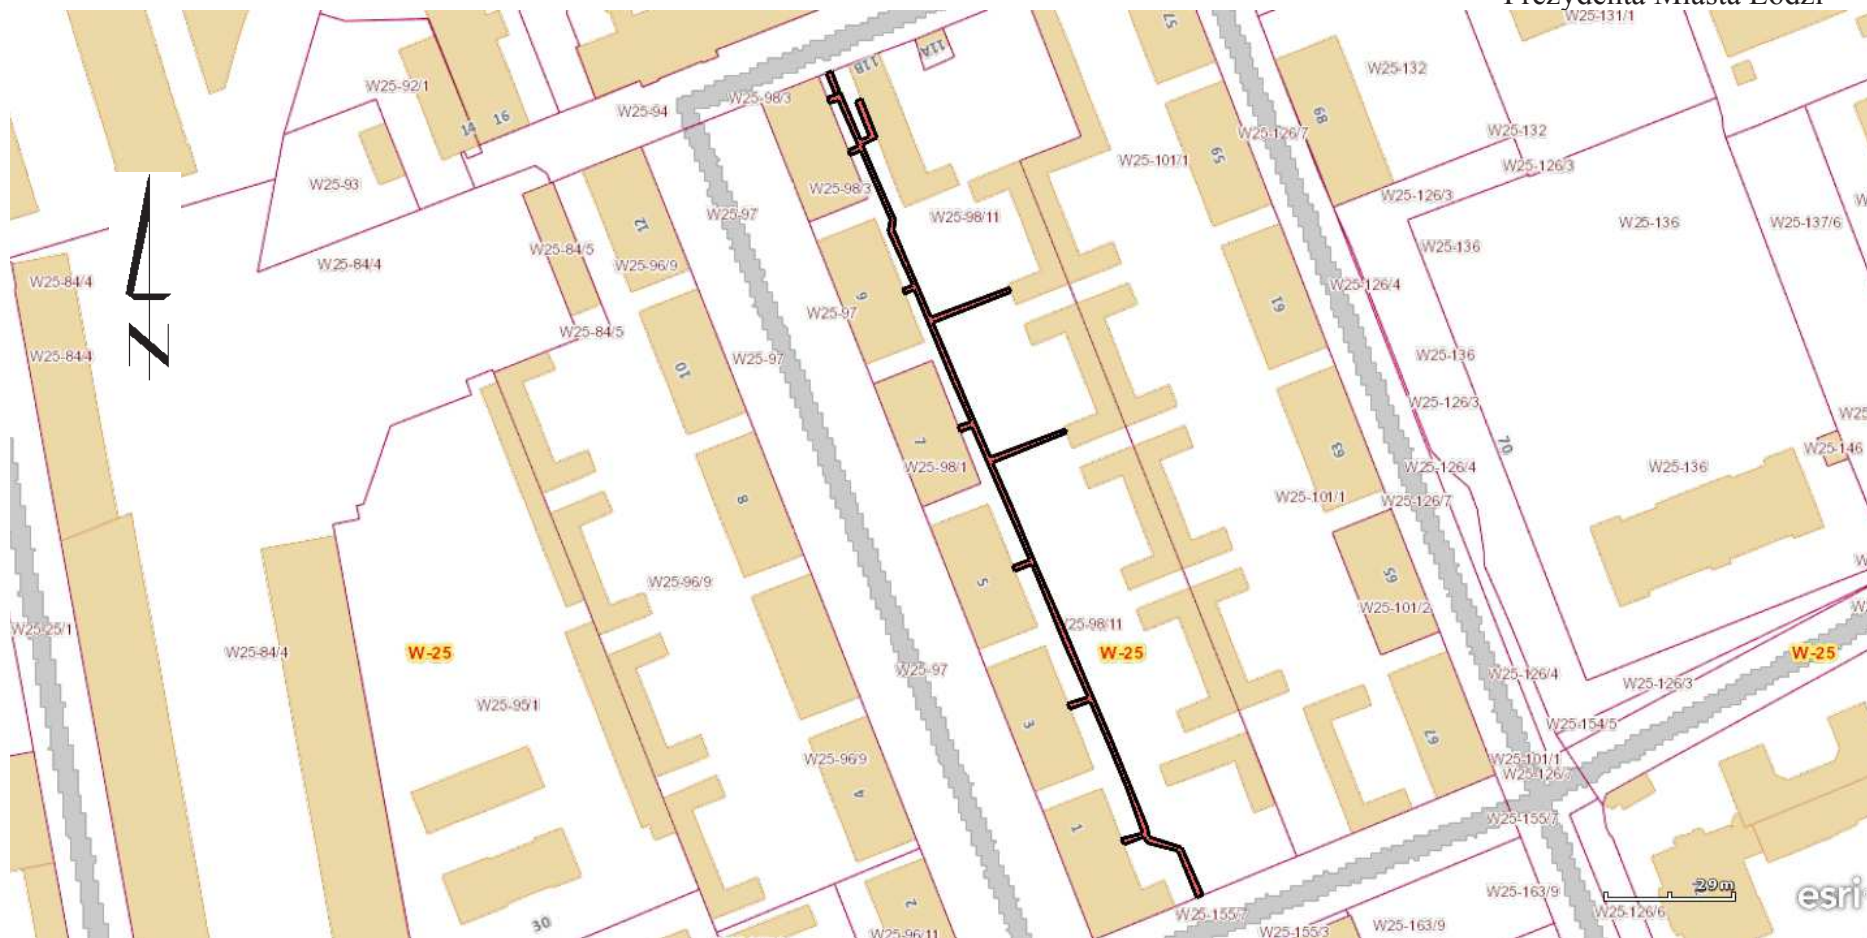 Prezydenta Miasta Łodzi
W25-131/1
57
11A
11B
W25-132
W25-92/1
W25-98/3
W25-94
14
16
W25-126/7
68
W25-132
59
W25-101/1
W25-126/3
W25-93
W25-98/3
W25-126/3
W25-97
W25-98/11
12
W25-136
W25-137/6
W25-136
W25-84/5
W25-84/4
W25-96/9
W25-84/4
W25-126/4
9
61
W25-97
W25-84/5
N
W25-84/4
W25-97
W25-136
10
W25-126/3
7
63
70
W25-146
W25-98/1
W25-126/4
W25-136
8
W25-101/1
W25-126/7
5
W25-96/9
65
W25-101/2
W25-25/1
25-98/11
W25-84/4
W-25
W-25
W-25
W25-97
W25-126/4
W25-126/3
W25-95/1
3
W25-154/5
67
W25-96/9
W25-101/1
W25-126/7
4
W25-155/7
1
29m
esri
W25-163/9
2
30
W25-155/7
W25-126/6
W25-163/9
W25-155/3
W25-96/11